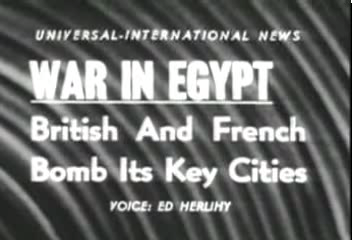 UNIVERSAL-INTERNATIONAL NEWS
WAR IN EGYPT
British And French
Bomb Its Key Cities
VOICE: ED HERLIHY